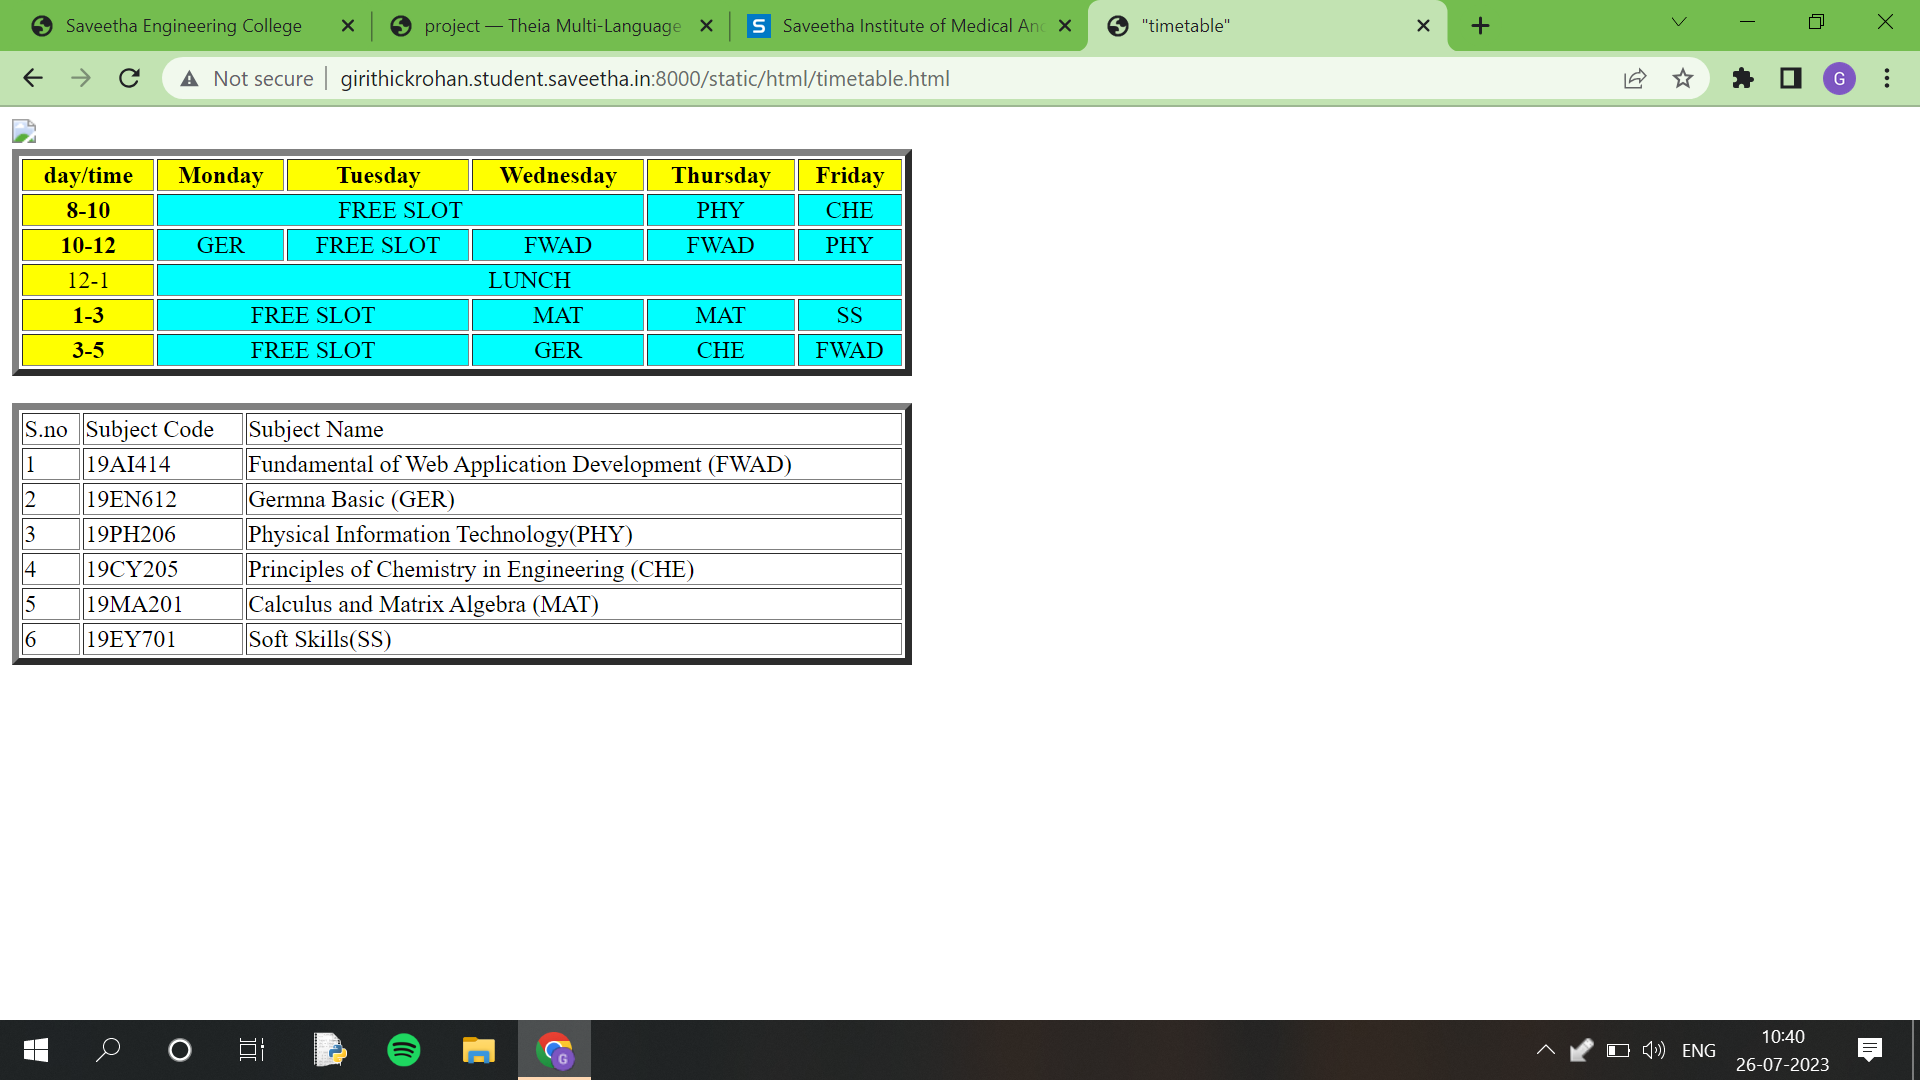 Saveetha Engineering College
project — Theia Multi-Language
Saveetha Institute of Medical Anc
"timetable"
Not secure girithickrohan.student.saveetha.in:8000/static/html/timetable.html
G
day/time Monday Tuesday Wednesday Thursday Friday
8-10 FREE SLOT PHY CHE
10-12 GER FREE SLOT FWAD FWAD PHY
12-1 LUNCH
1-3 FREE SLOT MAT MAT SS
3-5 FREE SLOT GER CHE FWAD
S.no Subject Code Subject Name
1 19AI414 Fundamental of Web Application Development (FWAD)
2 19EN612 Germna Basic (GER)
3 19PH206 Physical Information Technology(PHY)
4 19CY205 Principles of Chemistry in Engineering (CHE)
5 19MA201 Calculus and Matrix Algebra (MAT)
6 19EY701 Soft Skills(SS)
G
ENG
10:40
26-07-2023